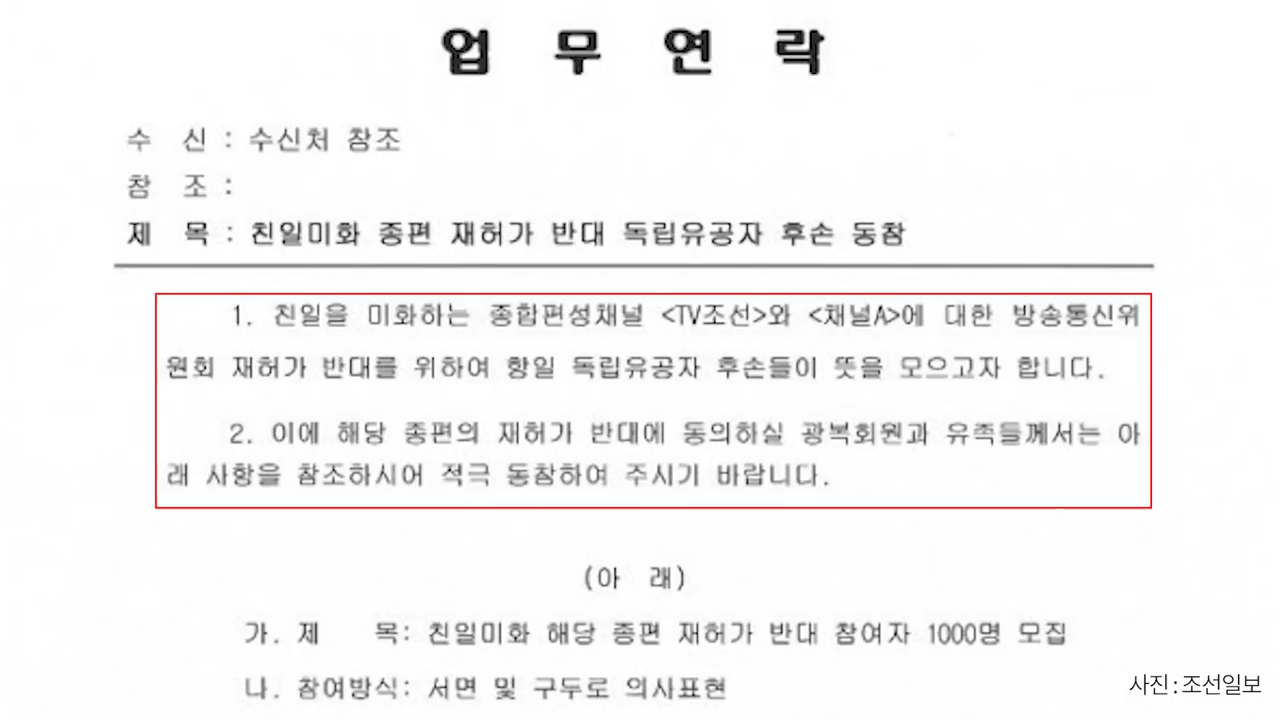 업 무 연 락
수 신 : 수신처 참조
참 조 :
제 목 : 친일미화 종편 재허가 반대 독립유공자 후손 동참
1. 친일을 미화하는 종합편성채널 <TV조선>와 <채널A>에 대한 방송통신위
원회 재허가 반대를 위하여 항일 독립유공자 후손들이 뜻을 모으고자 합니다.
2. 이에 해당 종편의 재허가 반대에 동의하실 광복회원과 유족들께서는 아
래 사항을 참조하시어 적극 동참하여 주시기 바랍니다.
(아 래)
가. 제 목: 친일미화 해당 종편 재허가 반대 참여자 1000명 모집
나. 참여방식: 서면 및 구두로 의사표현
사진 : 조선일보